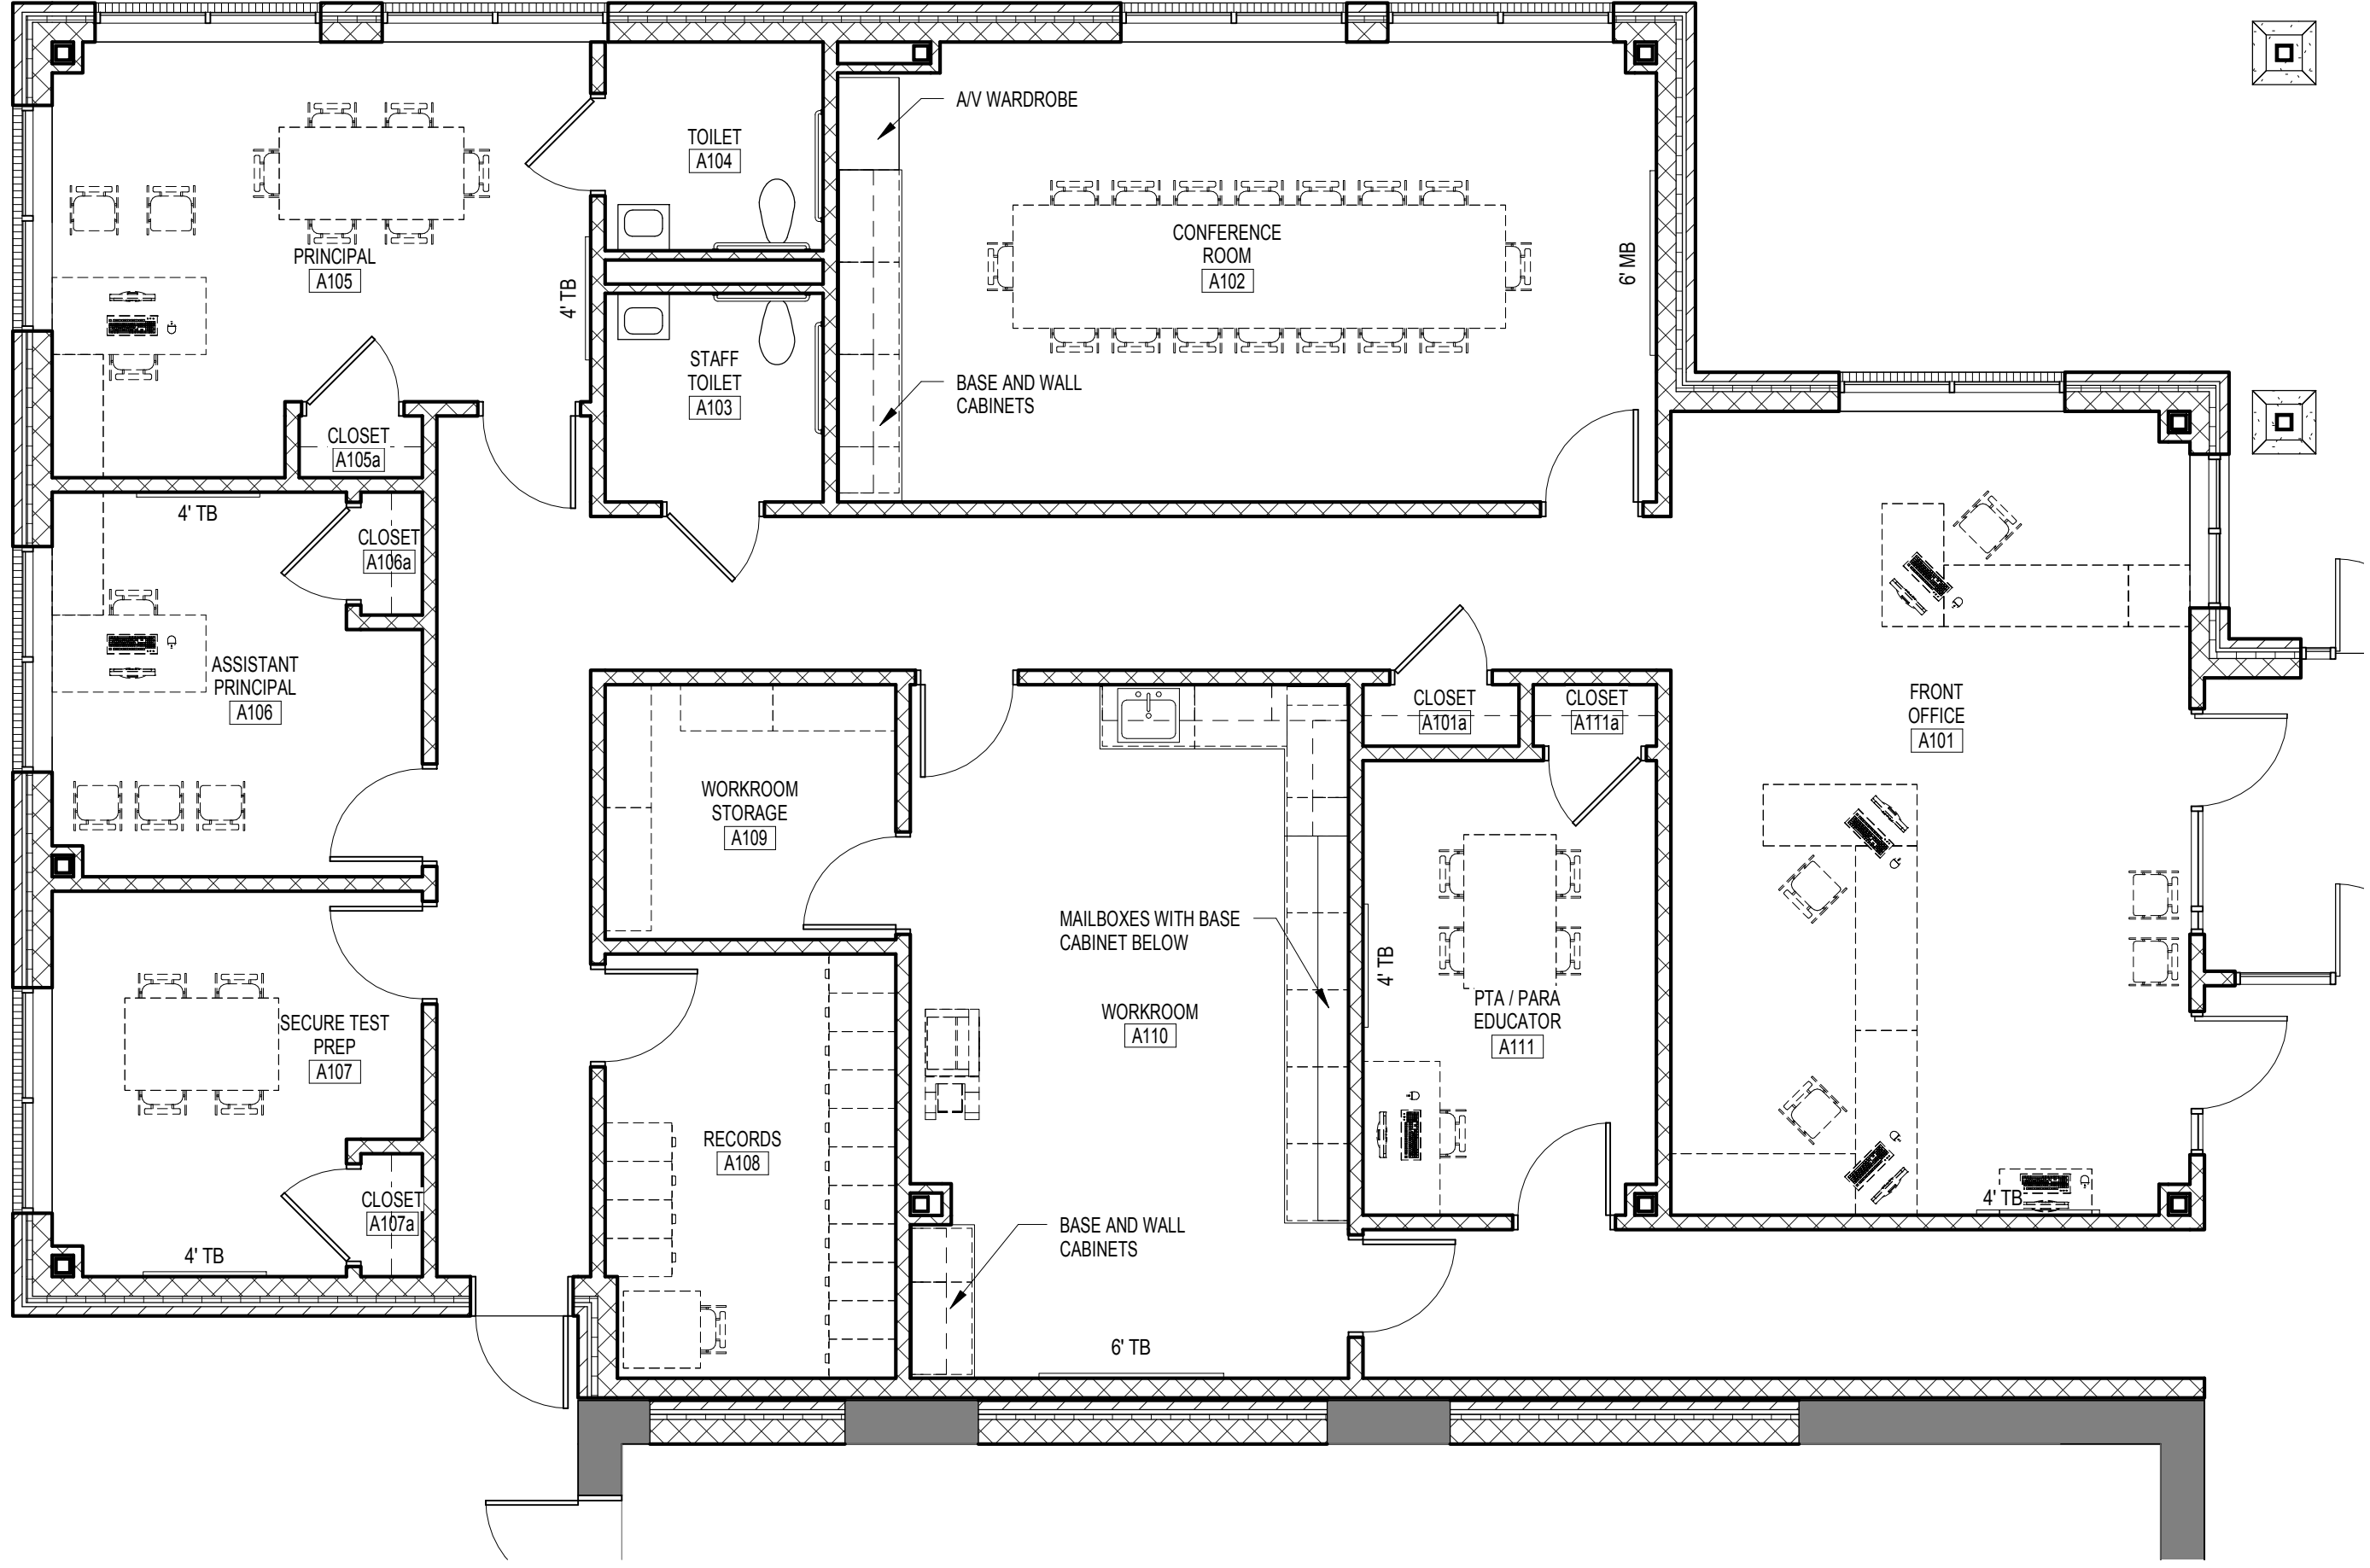 A/V WARDROBE
TOILET
A104
CONFERENCE
ROOM
A102
6' MB
PRINCIPAL
A105
4' TB
STAFF
TOILET
A103
BASE AND WALL
CABINETS
CLOSET
A105a
4' TB
CLOSET
A106a
ASSISTANT
PRINCIPAL
A106
CLOSET
A101a
CLOSET
A111a
FRONT
OFFICE
A101
WORKROOM
STORAGE
A109
MAILBOXES WITH BASE
CABINET BELOW
4' TB
SECURE TEST
PREP
A107
WORKROOM
A110
PTA / PARA
EDUCATOR
A111
RECORDS
A108
CLOSET
A107a
4' TB
4' TB
BASE AND WALL
CABINETS
6' TB